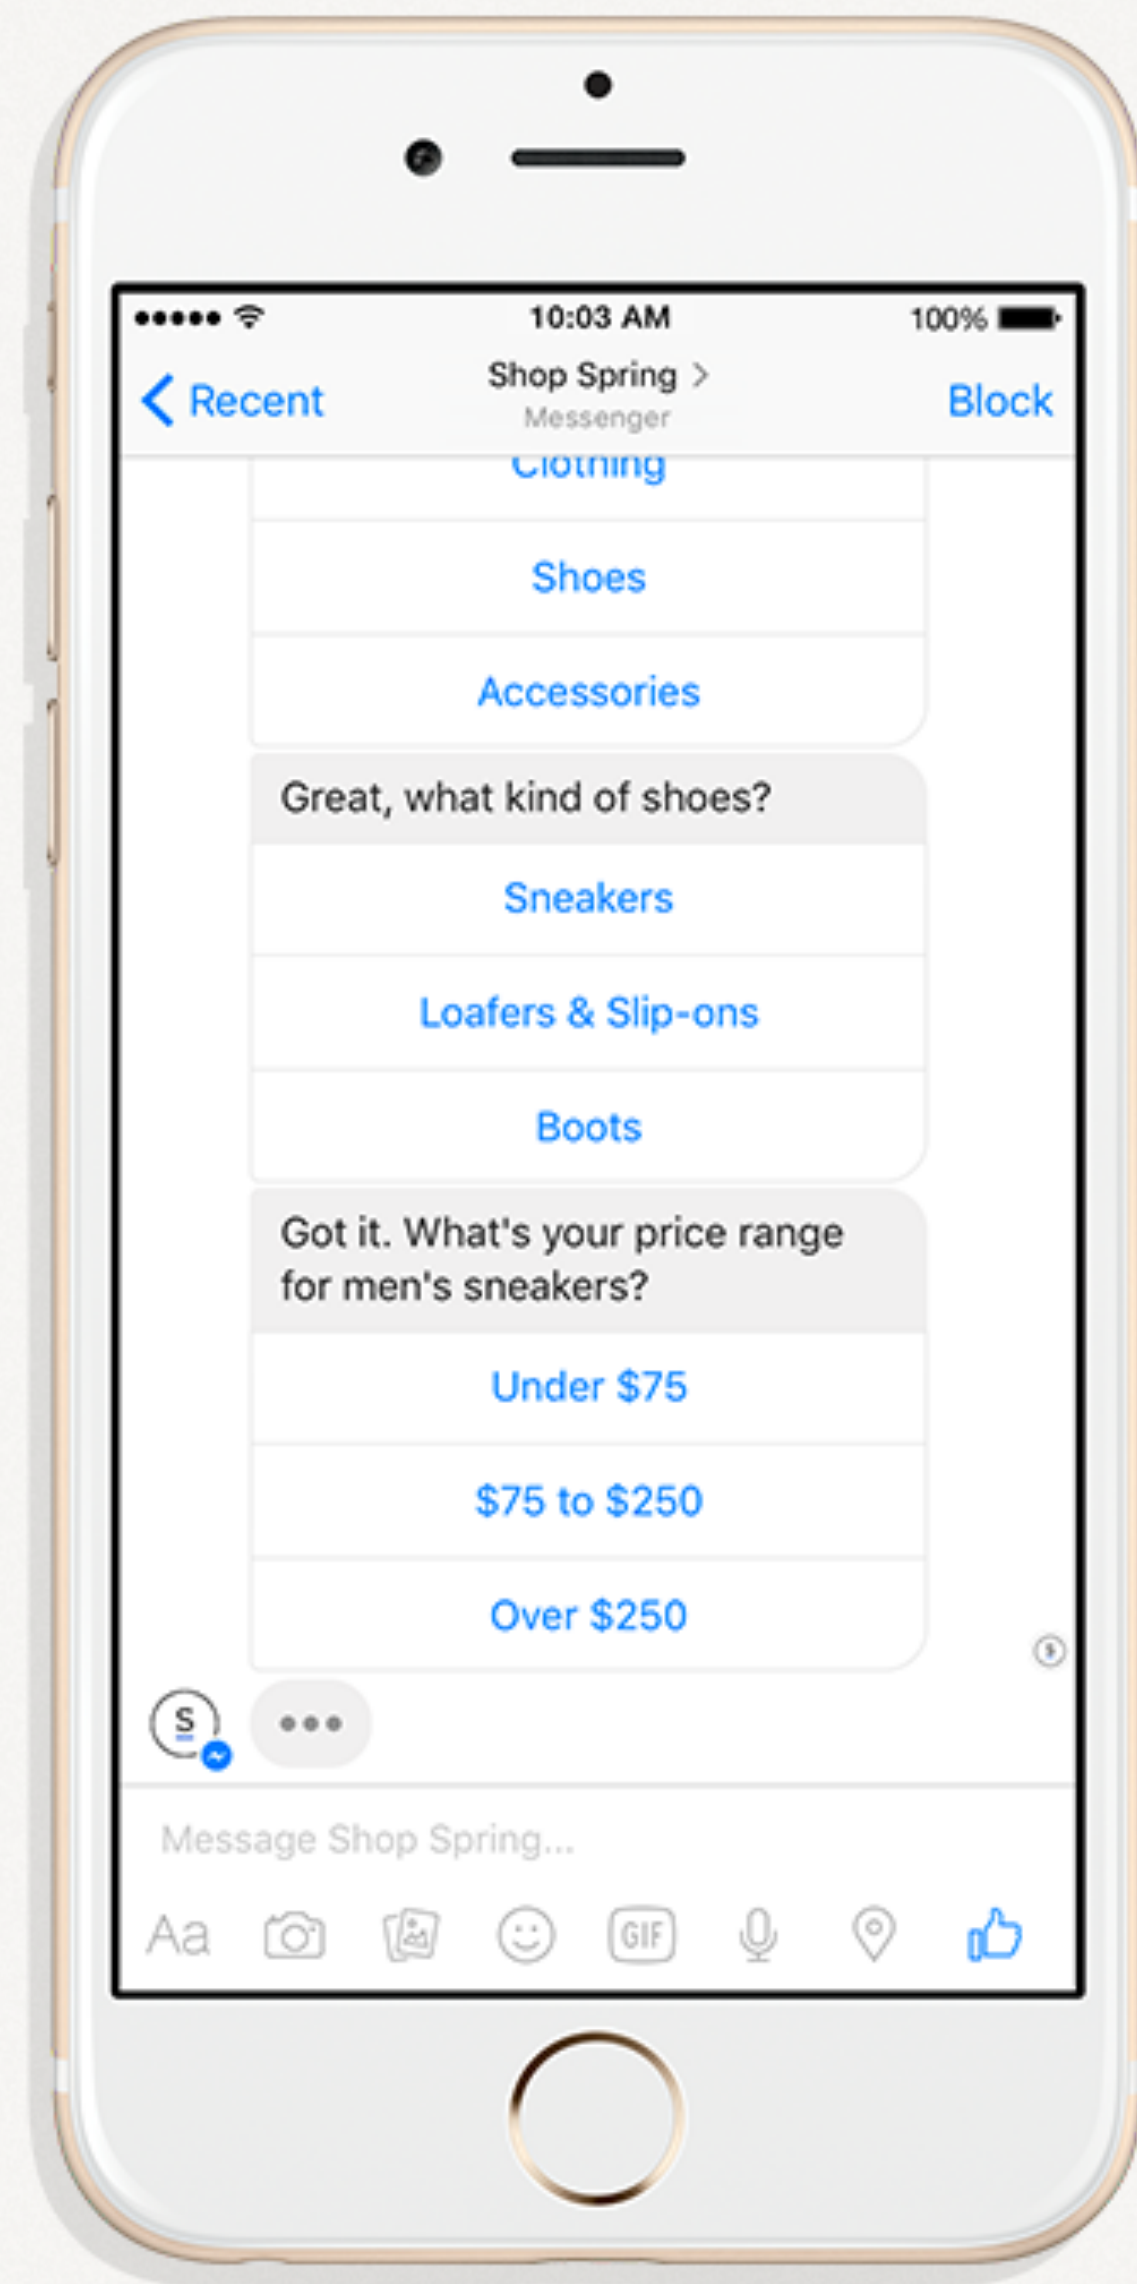 10:03 AM
100%
Recent
Shop Spring >
Block
Messenger
Clothing
Shoes
Accessories
Great, what kind of shoes?
Sneakers
Loafers & Slip-ons
Boots
Got it. What's your price range
for men's sneakers?
Under $75
$75 to $250
Over $250
S
Message Shop Spring...
Aa
GIF